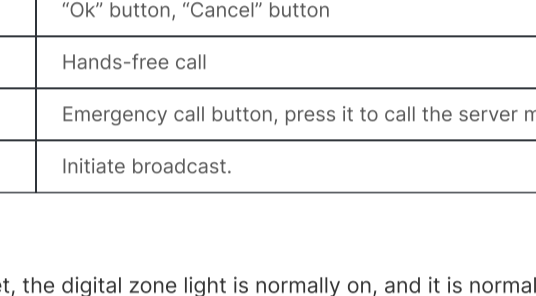 “Ok” button, “Cancel” button
Hands-free call
Emergency call button, press it to call the server
Initiate broadcast.
the digital zone light is normally on, and it is